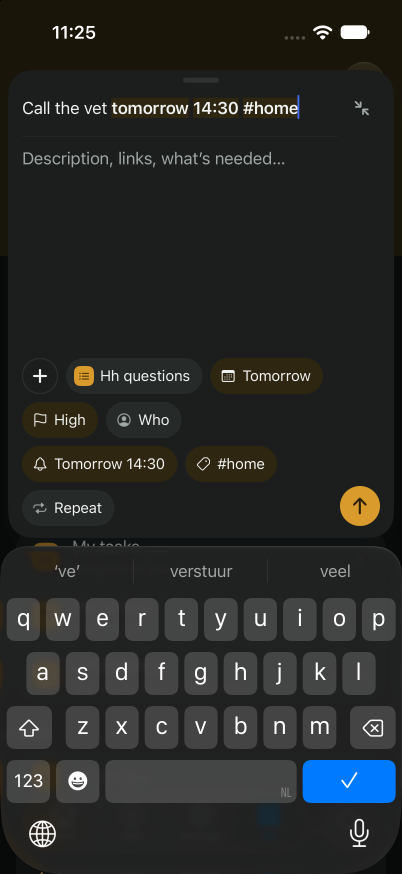 11:25
Call the vet tomorrow 14:30 #home
Description, links, what's needed...
Hh questions
Tomorrow
High
Who
Tomorrow 14:30
#home
Repeat
My tasks
've'
verstuur
veel
q w e r t y u i o p
a s d f g h j k l
z x c v b n m
123
NL